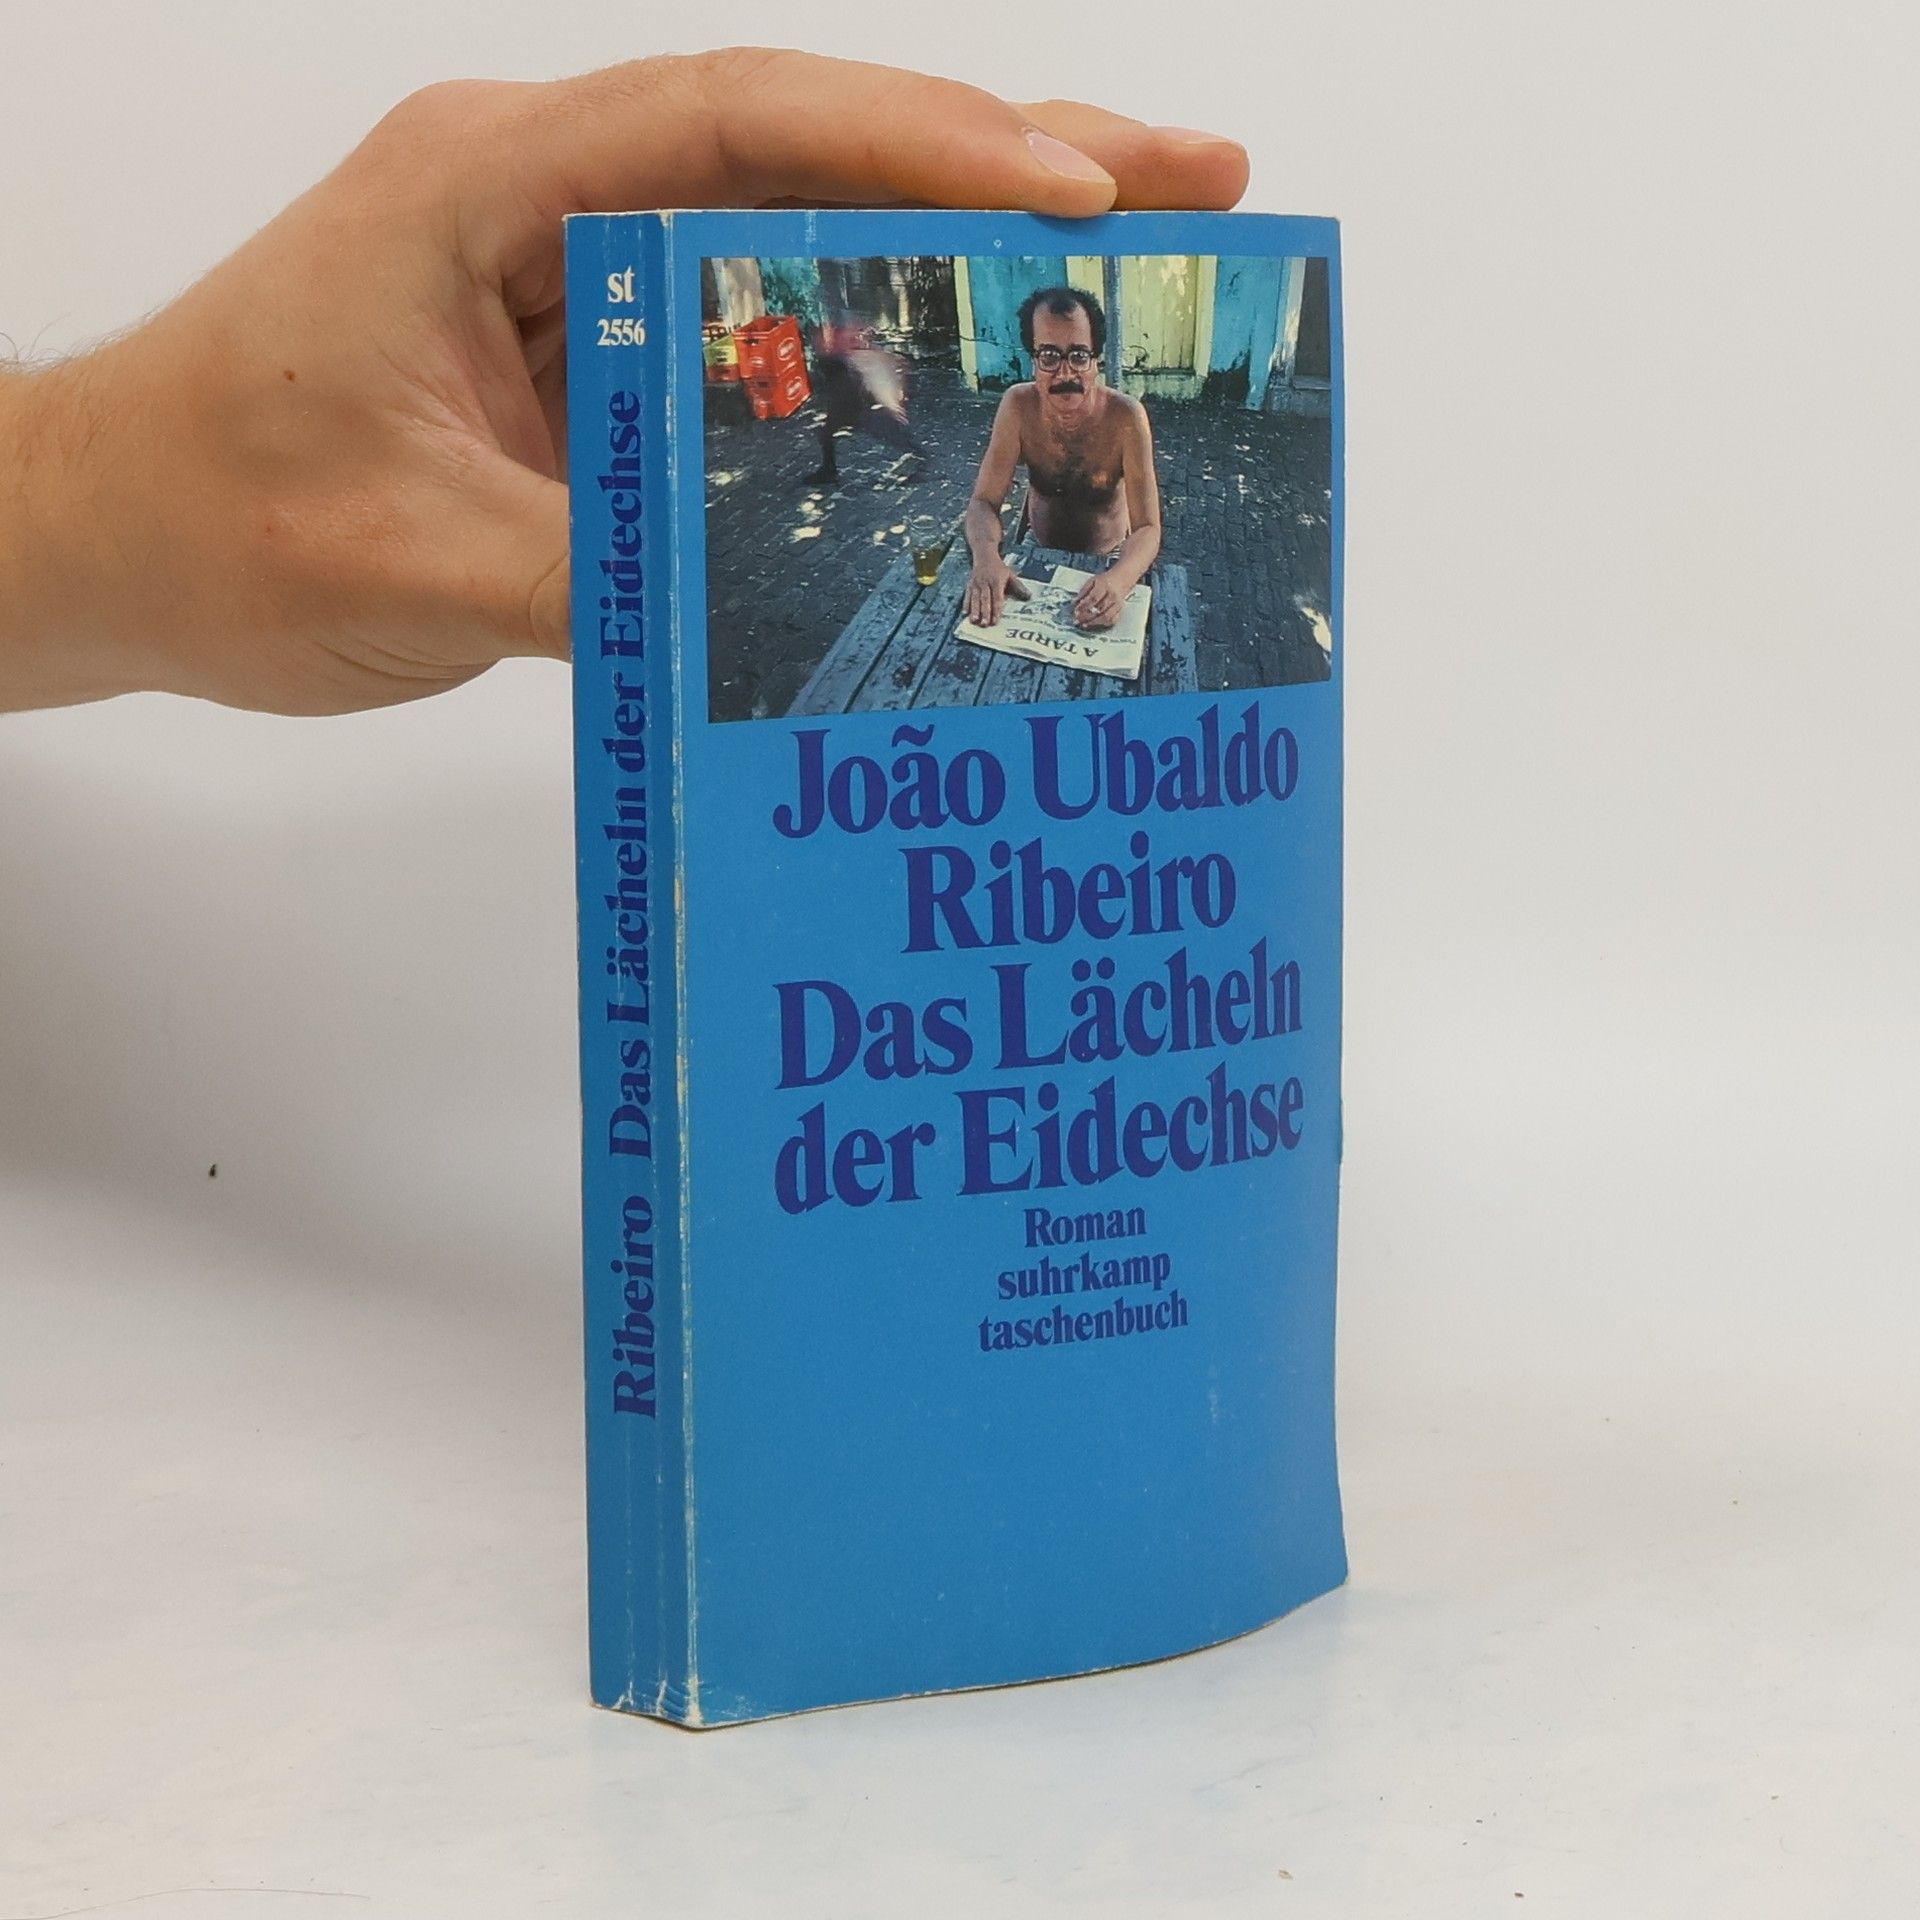 st
2556
Ribeiro Das Lächeln der Eidechse
A TARDE
João Ubaldo
Ribeiro
Das Lächeln
der Eidechse
Roman
suhrkamp
taschenbuch